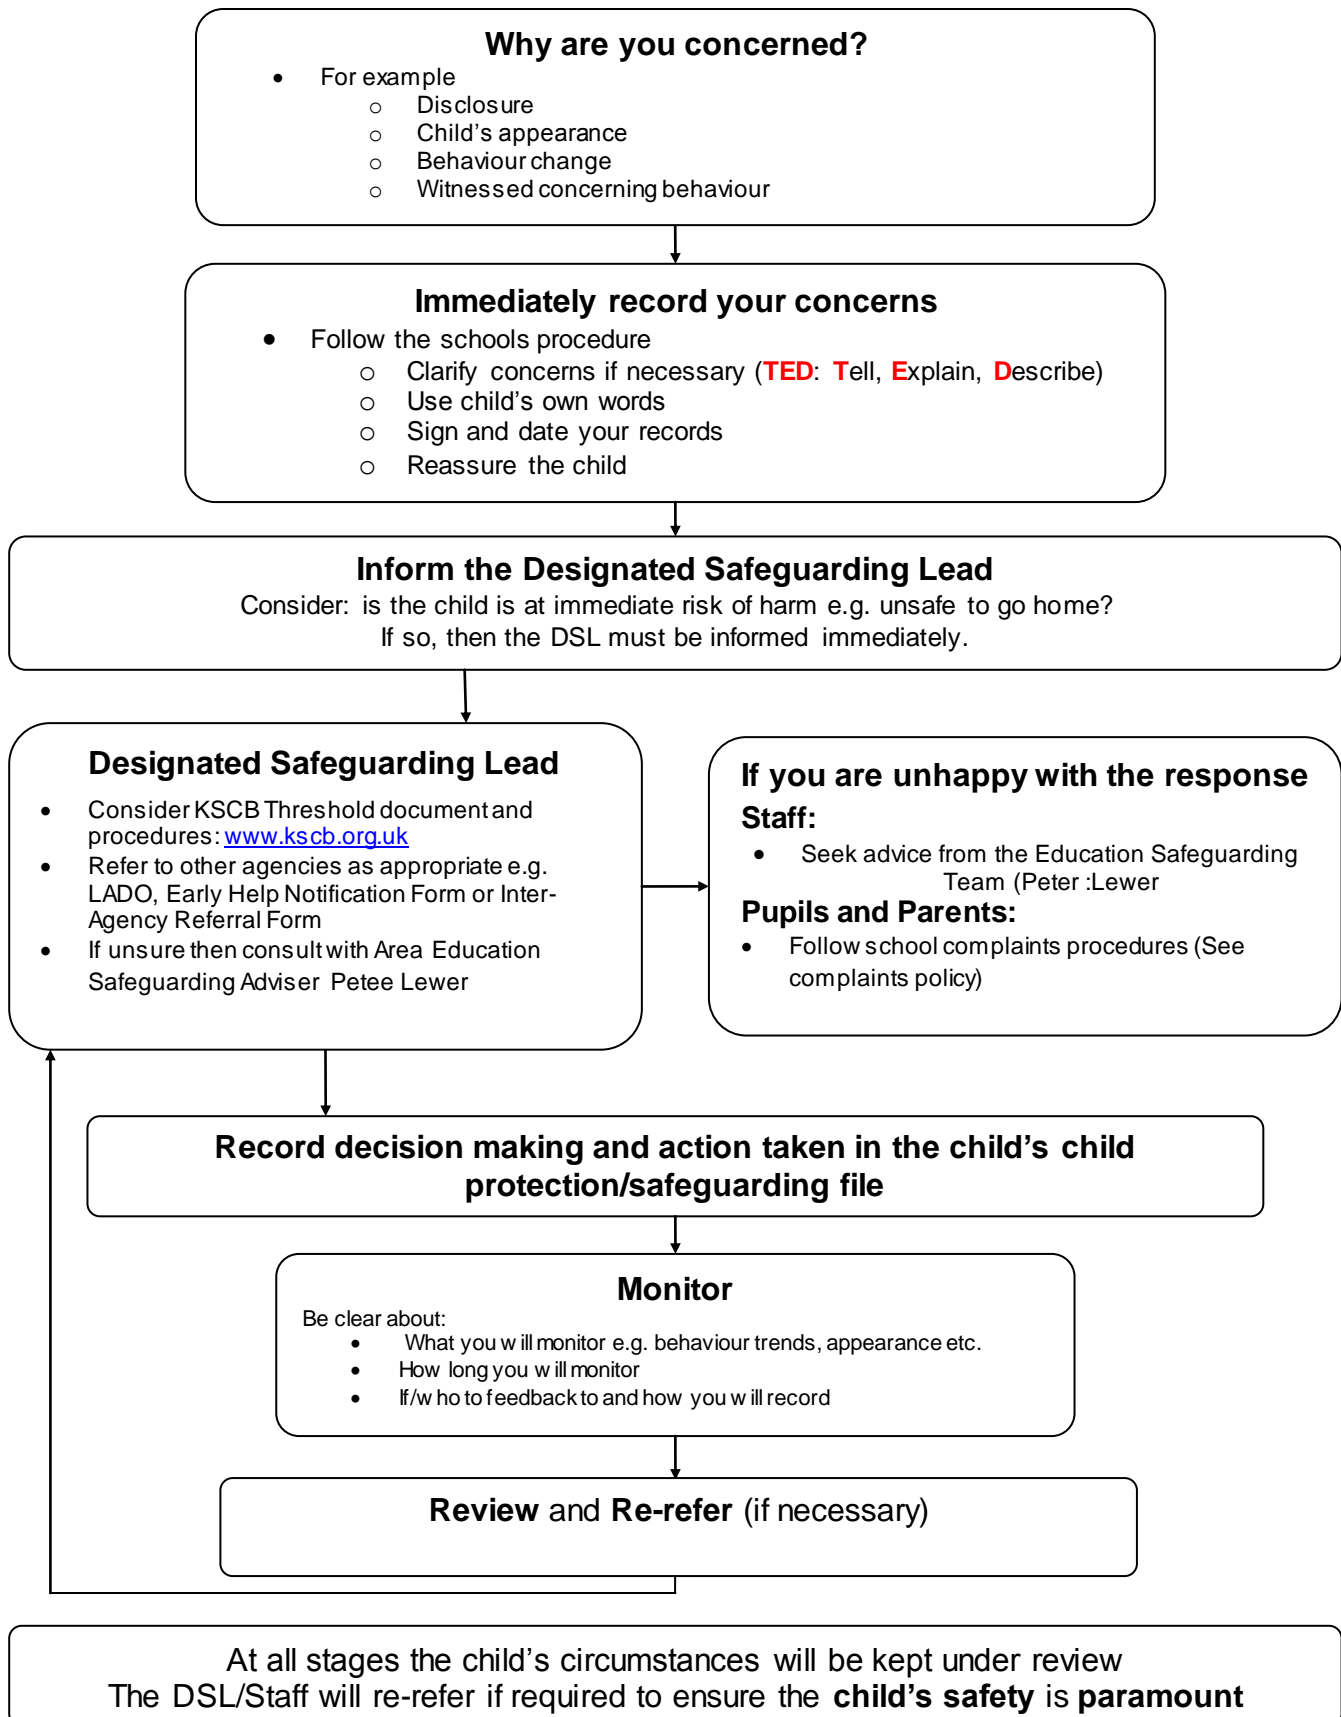 Why are you concerned?
• For example
o Disclosure
o Child's appearance
o Behaviour change
o Witnessed concerning behaviour
Immediately record your concerns
• Follow the schools procedure
o Clarify concerns if necessary (TED: Tell, Explain, Describe)
o Use child's own words
o Sign and date your records
o Reassure the child
Inform the Designated Safeguarding Lead
Consider: is the child is at immediate risk of harm e.g. unsafe to go home?
If so, then the DSL must be informed immediately.
Designated Safeguarding Lead
• Consider KSCB Threshold document and
procedures: www.kscb.org.uk
• Refer to other agencies as appropriate e.g.
LADO, Early Help Notification Form or Inter-
Agency Referral Form
• If unsure then consult with Area Education
Safeguarding Adviser Petee Lewer
If you are unhappy with the response
Staff:
• Seek advice from the Education Safeguarding
Team (Peter :Lewer
Pupils and Parents:
• Follow school complaints procedures (See
complaints policy)
Record decision making and action taken in the child's child
protection/safeguarding file
Monitor
Be clear about:
• What you will monitor e.g. behaviour trends, appearance etc.
• How long you will monitor
• If/who to feedback to and how you will record
Review and Re-refer (if necessary)
At all stages the child's circumstances will be kept under review
The DSL/Staff will re-refer if required to ensure the child's safety is paramount